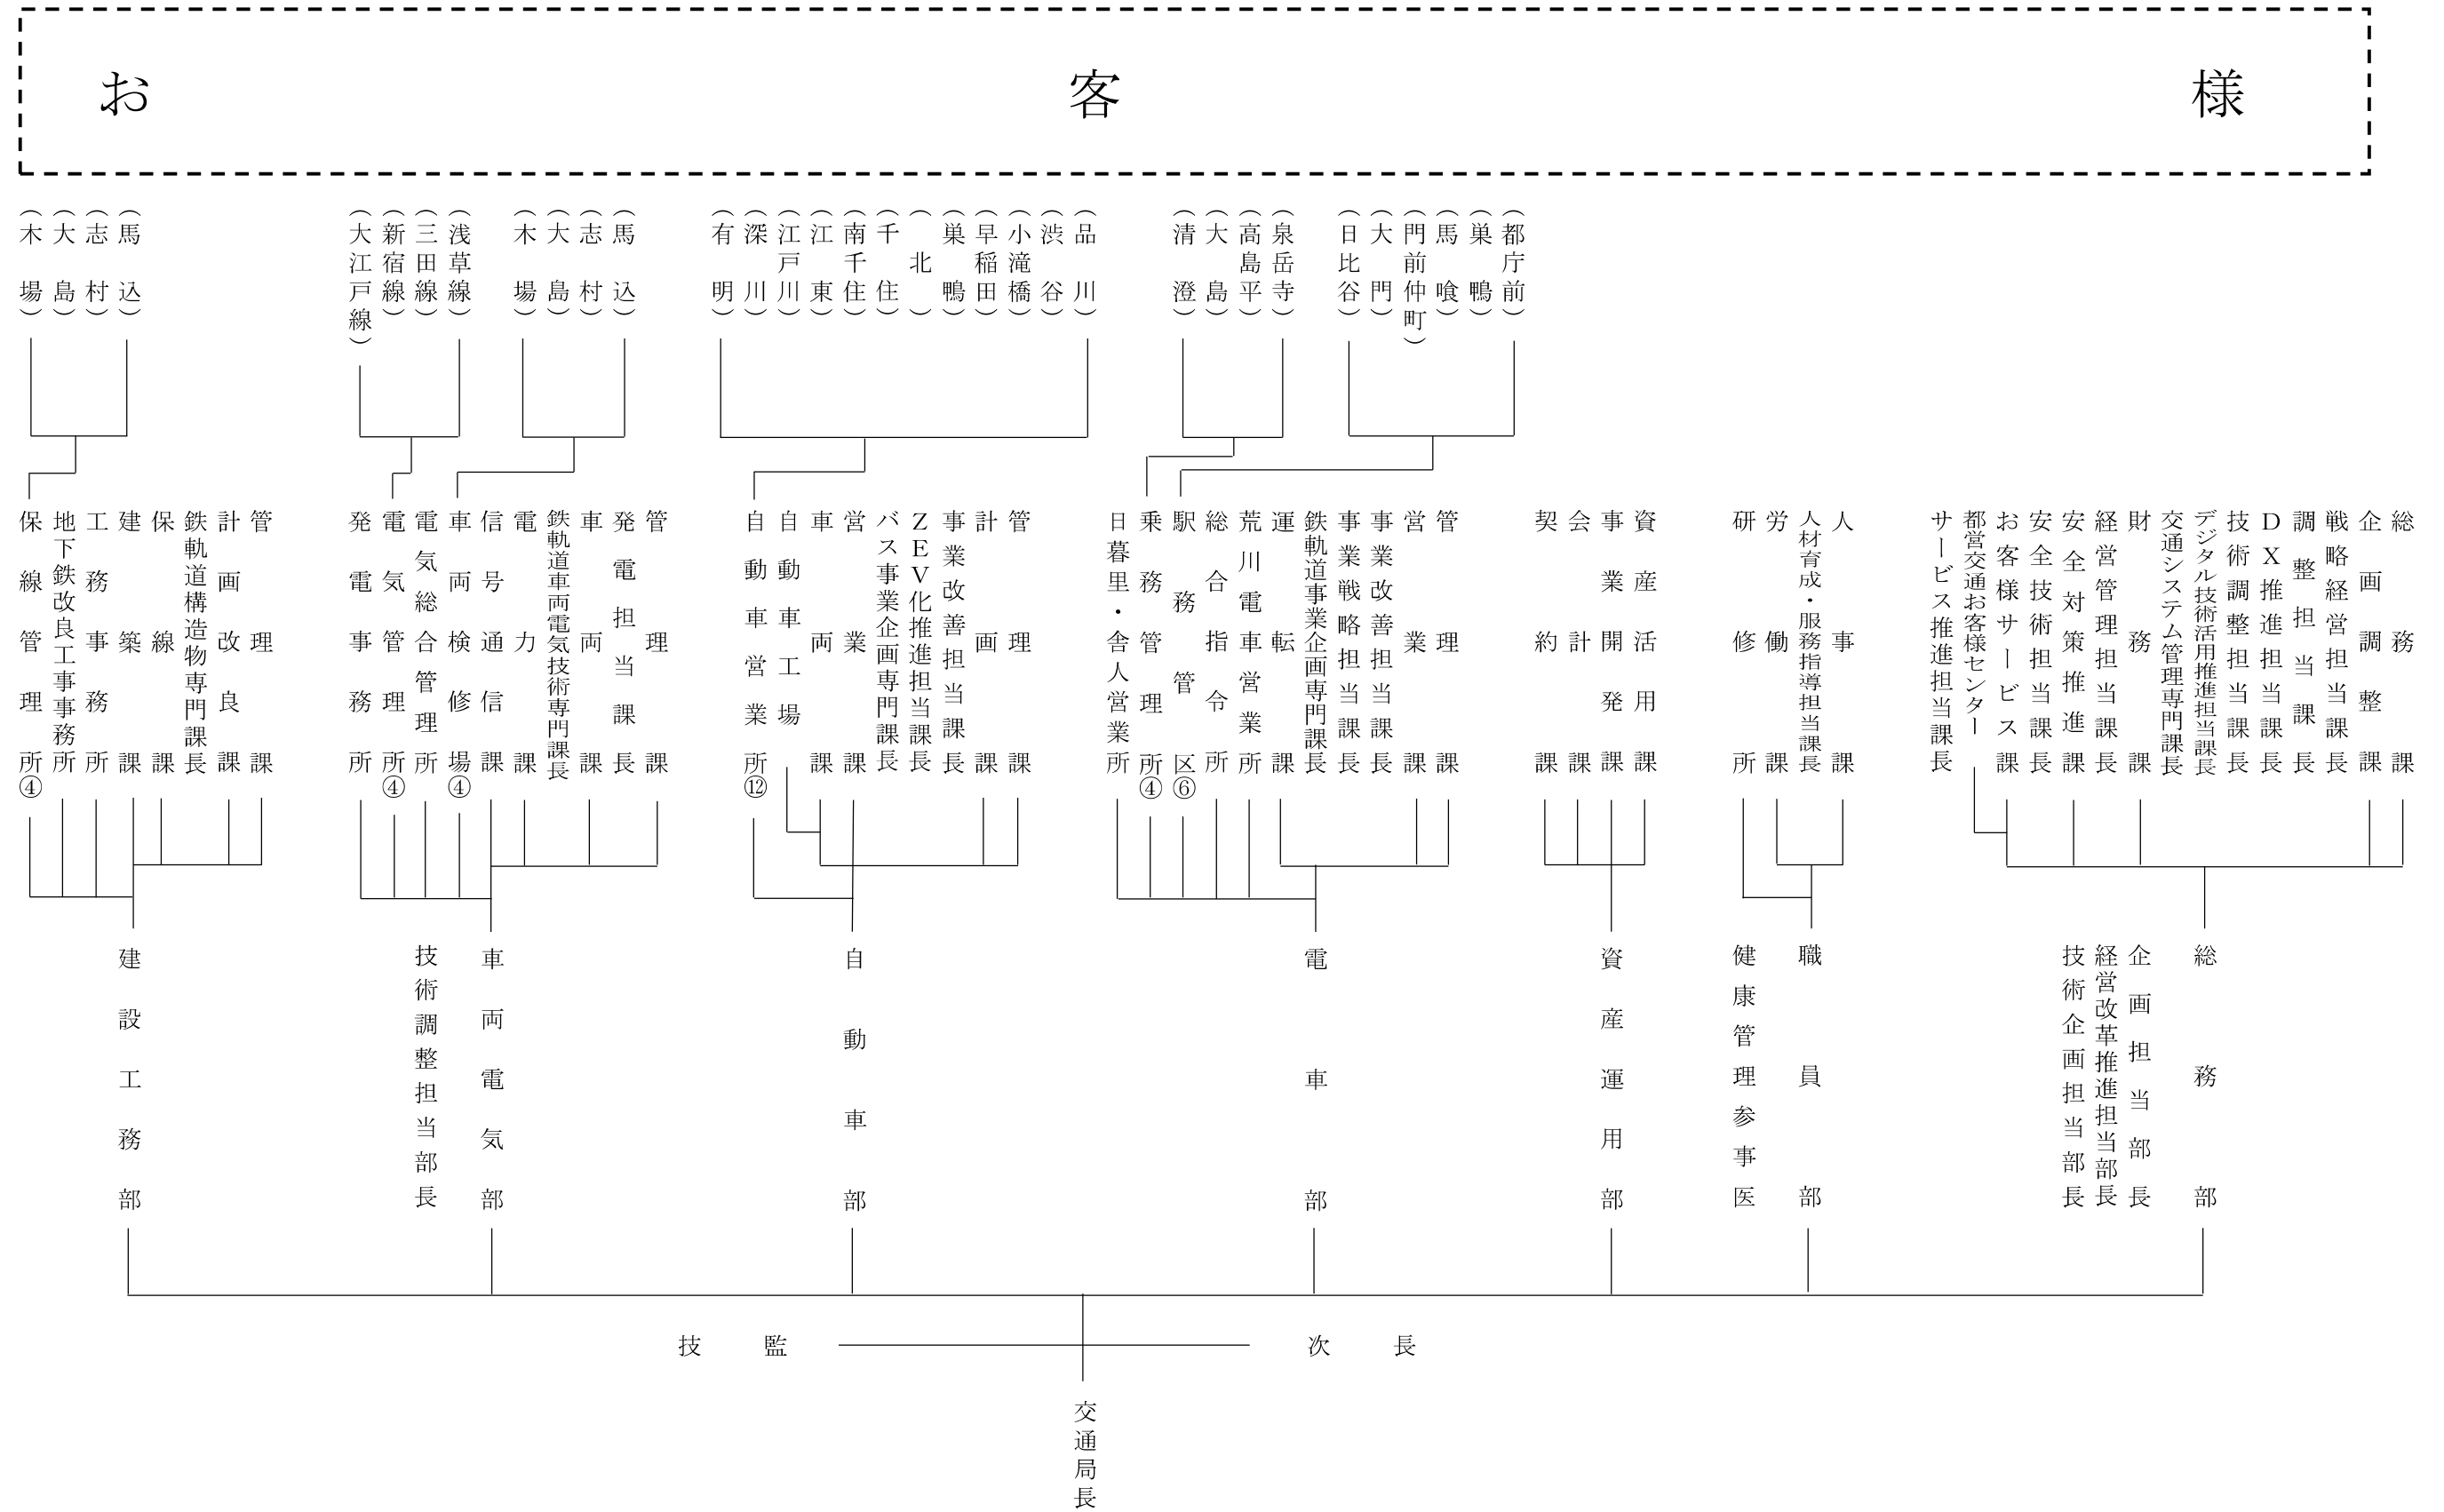 お客様
（都庁前）
（巣鴨）
（馬喰）
（門前仲町）
（大門）
（日比谷）
（泉岳寺）
（高島平）
（大島）
（清澄）
（品川）
（渋谷）
（小滝橋）
（早稲田）
（巣鴨）
（北）
（千住）
（南千住）
（江東）
（江戸川）
（深川）
（有明）
（馬込）
（志村）
（大島）
（木場）
（浅草線）
（三田線）
（新宿線）
（大江戸線）
（馬込）
（志村）
（大島）
（木場）
総務課
企画調整課
戦略経営担当課長
調整担当課長
ＤＸ推進担当課長
技術調整担当課長
デジタル技術活用推進担当課長
交通システム管理専門課長
財務課
経営管理担当課長
安全対策推進課
安全技術担当課長
お客様サービス課
都営交通お客様センター
サービス推進担当課長
人事課
人材育成・服務指導担当課長
労働課
研修所
資産活用課
事業開発課
会計課
契約課
管理課
営業課
事業改善担当課長
事業戦略担当課長
鉄軌道事業企画専門課長
運転課
荒川電車営業所
総合指令所
駅務管区⑥
乗務管理所④
日暮里・舎人営業所
管理課
計画課
事業改善担当課長
ＺＥＶ化推進担当課長
バス事業企画専門課長
営業課
車両課
自動車工場
自動車営業所⑫
管理課
発電担当課長
車両課
鉄軌道車両電気技術専門課長
電力課
信号通信課
車両検修場④
電気総合管理所
電気管理所④
発電事務所
管理課
計画改良課
鉄軌道構造物専門課長
保線課
建築課
工務事務所
地下鉄改良工事事務所
保線管理所④
総務部
企画担当部長
経営改革推進担当部長
技術企画担当部長
職員部
健康管理参事医
資産運用部
電車部
自動車部
車両電気部
技術調整担当部長
建設工務部
次長
技監
交通局長